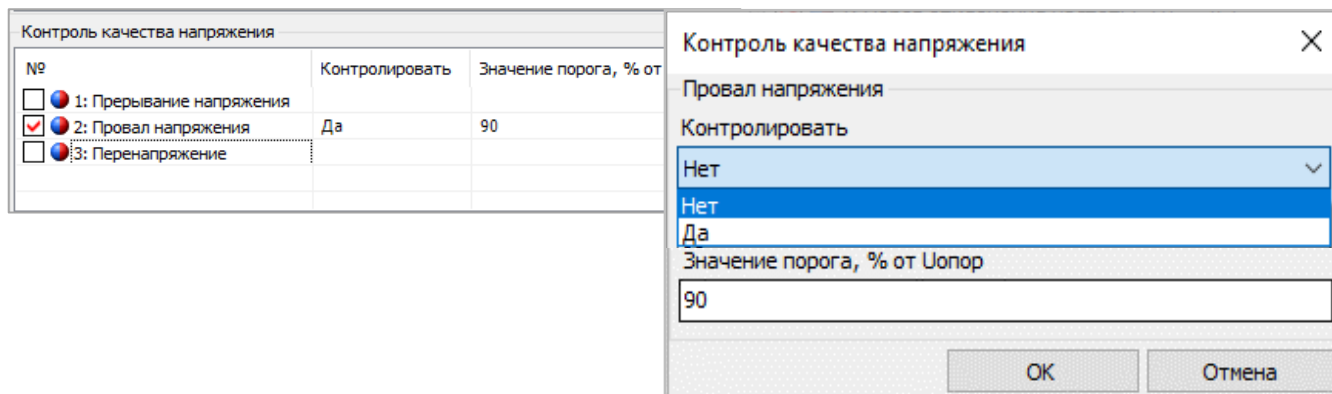 Контроль качества напряжения
№ Контролировать Значение порога, % от
1: Прерывание напряжения
2: Провал напряжения Да 90
3: Перенапряжение
Контроль качества напряжения
Провал напряжения
Контролировать
Нет
Нет
Да
Значение порога, % от Uопор
90
ОК Отмена